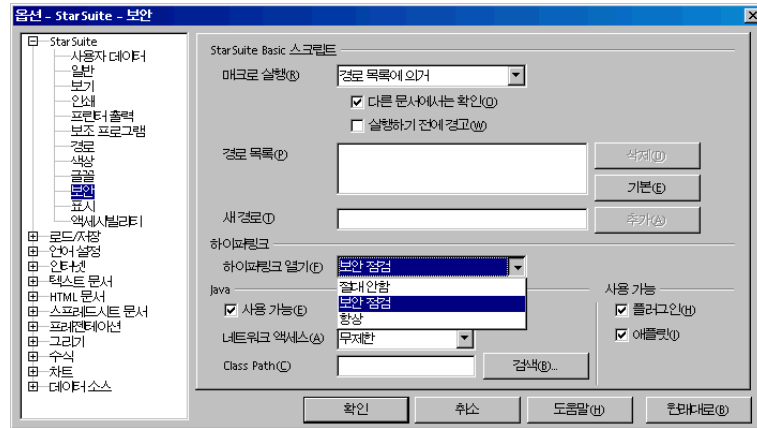 옵션 - StarSuite - 보안
StarSuite
사용자 데이터
일반
보기
인쇄
프린터 출력
보조 프로그램
경로
색상
글꼴
보안
표시
액세시빌리티
로드/저장
언어 설정
인터넷
텍스트 문서
HTML 문서
스프레드시트 문서
프레젠테이션
그리기
수식
차트
데이터 소스
StarSuite Basic 스크립트
매크로 실행(R) 경로 목록에 의거
다른 문서에서는 확인(O)
실행하기 전에 경고(W)
경로 목록(P) 삭제(D)
기본(E)
새 경로(T) 추가(A)
하이퍼링크
하이퍼링크 열기(F) 보안 점검
절대 안함
보안 점검
항상
Java 사용 가능
사용 가능(E) 플러그인(H)
네트워크 액세스(A) 무제한 애플릿(I)
Class Path(C) 검색(B)...
확인 취소 도움말(H) 원래대로(B)